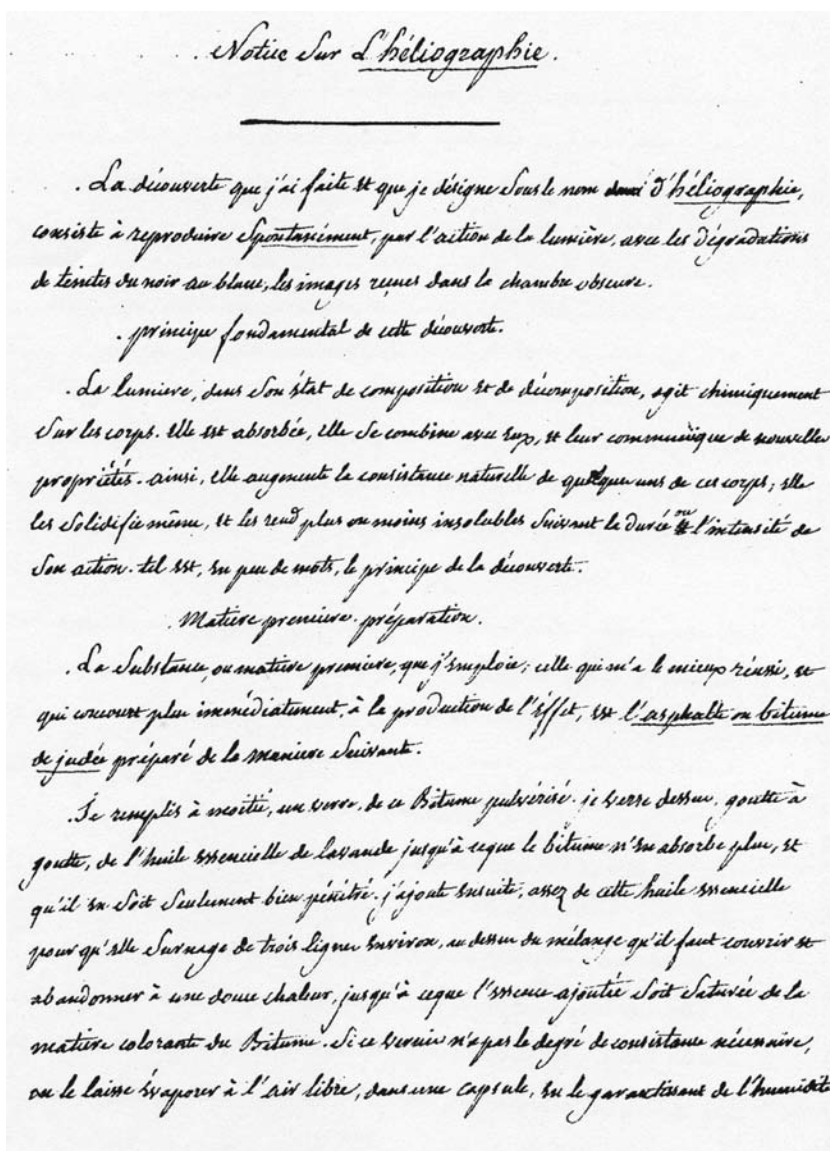 Notice sur L'héliographie.
. La découverte que j'ai faite et que je désigne sous le nom d'héliographie,
consiste à reproduire spontanément, par l'action de la lumière, avec les dégradations
de teintes du noir au blanc, les images reçues dans la chambre obscure.
. principe fondamental de cette découverte.
. La lumiere, dans son état de composition et de décomposition, agit chimiquement
sur les corps. Elle est absorbée, elle se combine avec eux, et leur communique de nouvelles
propriétés. ainsi, elle augmente la consistance naturelle de quelques uns de ces corps; elle
les solidifie même, et les rend plus ou moins insolubles suivant la durée ou l'intensité de
son action. tel est, en peu de mots, le principe de la découverte.
. Matiere premiere. préparation.
. La substance, ou matiere premiere, que j'emploie; celle qui m'a le mieux réussi, et
qui concourt plus immédiatement, à la production de l'éffet, est l'asphalte ou bitume
de judée préparé de la maniere suivante.
. Je remplis à moitié, un verre, de ce Bitume pulvérisé. je verse dessus, goutte à
goutte, de l'huile essencielle de lavande jusqu'à ceque le bitume n'en absorbe plus, et
qu'il en soit seulement bien pénétré. j'ajoute ensuite, assez de cette huile essencielle
pour qu'elle surnage de trois lignes environ, au dessus du mélange qu'il faut couvrir et
abandonner à une douce chaleur, jusqu'à ceque l'essence ajoutée soit saturée de la
matiere colorante du Bitume. Si ce vernis n'a pas le degré de consistance nécessaire,
on le laisse évaporer à l'air libre, dans une capsule, en le garantissant de l'humidité